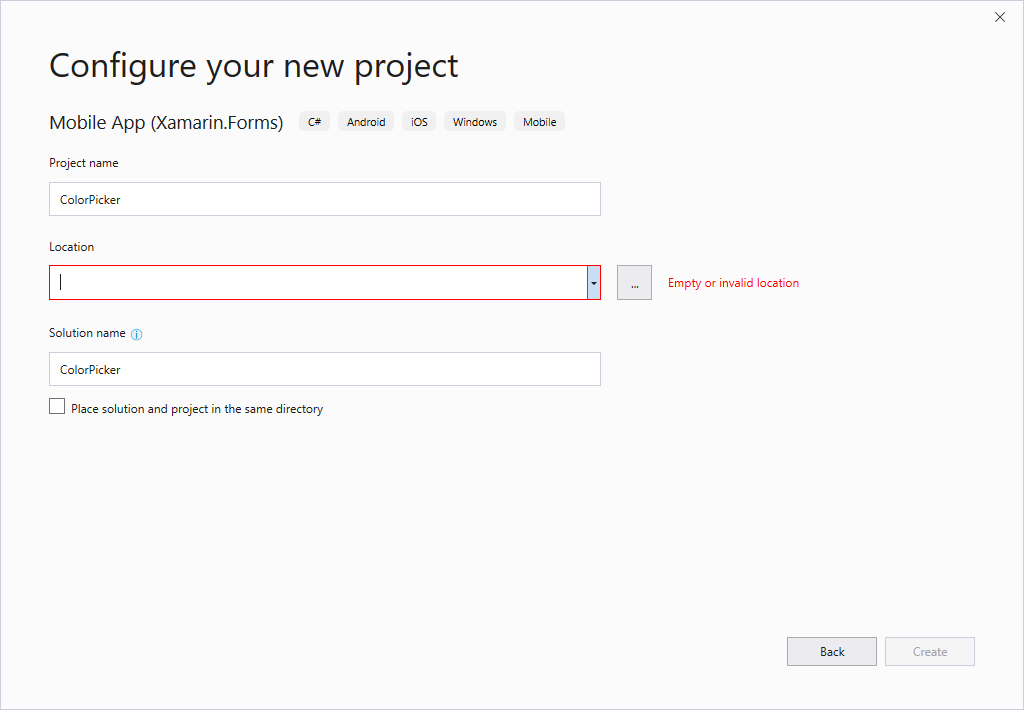 Configure your new project
Mobile App (Xamarin.Forms) C# Android iOS Windows Mobile
Project name
ColorPicker
Location
... Empty or invalid location
Solution name
ColorPicker
Place solution and project in the same directory
Back Create